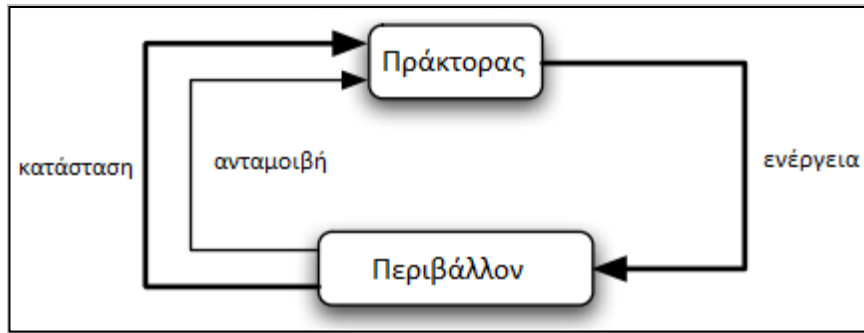 Πράκτορας
κατάσταση
ανταμοιβή
ενέργεια
Περιβάλλον